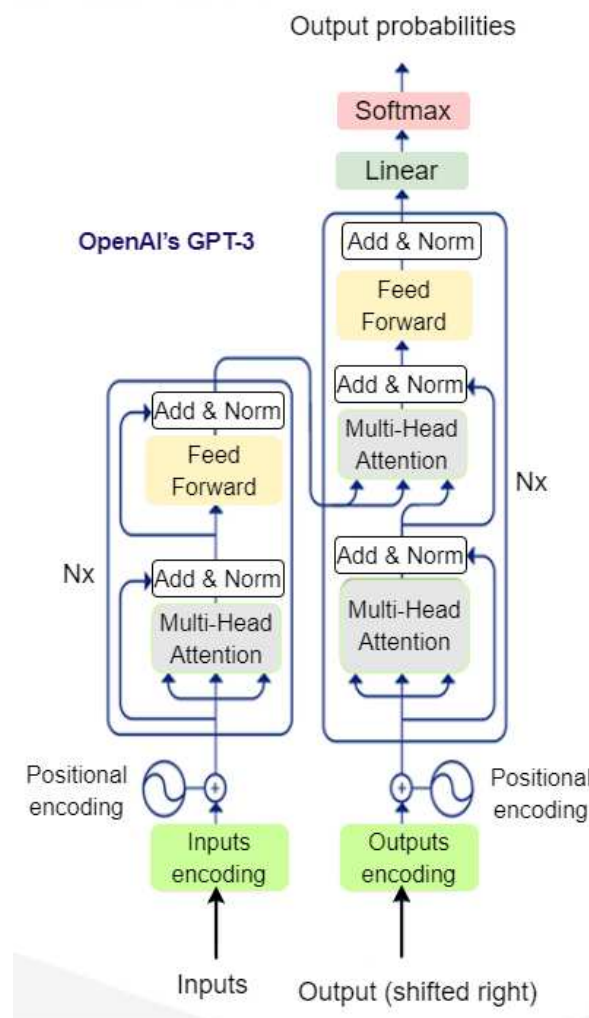 Output probabilities
Softmax
Linear
OpenAI's GPT-3
Add & Norm
Feed
Forward
Add & Norm
Multi-Head
Attention
Nx
Add & Norm
Multi-Head
Attention
Add & Norm
Feed
Forward
Nx
Add & Norm
Multi-Head
Attention
Positional
encoding
Positional
encoding
Inputs
encoding
Outputs
encoding
Inputs
Output (shifted right)